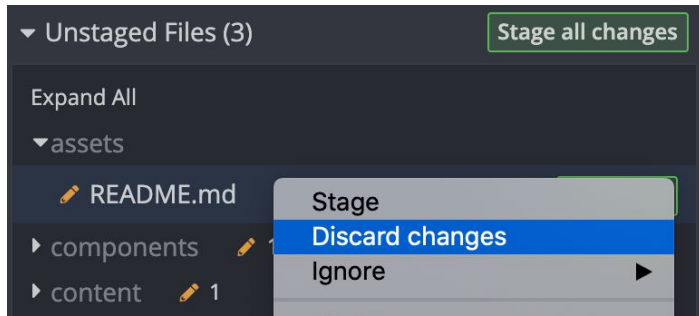 Unstaged Files (3)
Stage all changes
Expand All
assets
README.md
Stage
Discard changes
components
Ignore
content 1